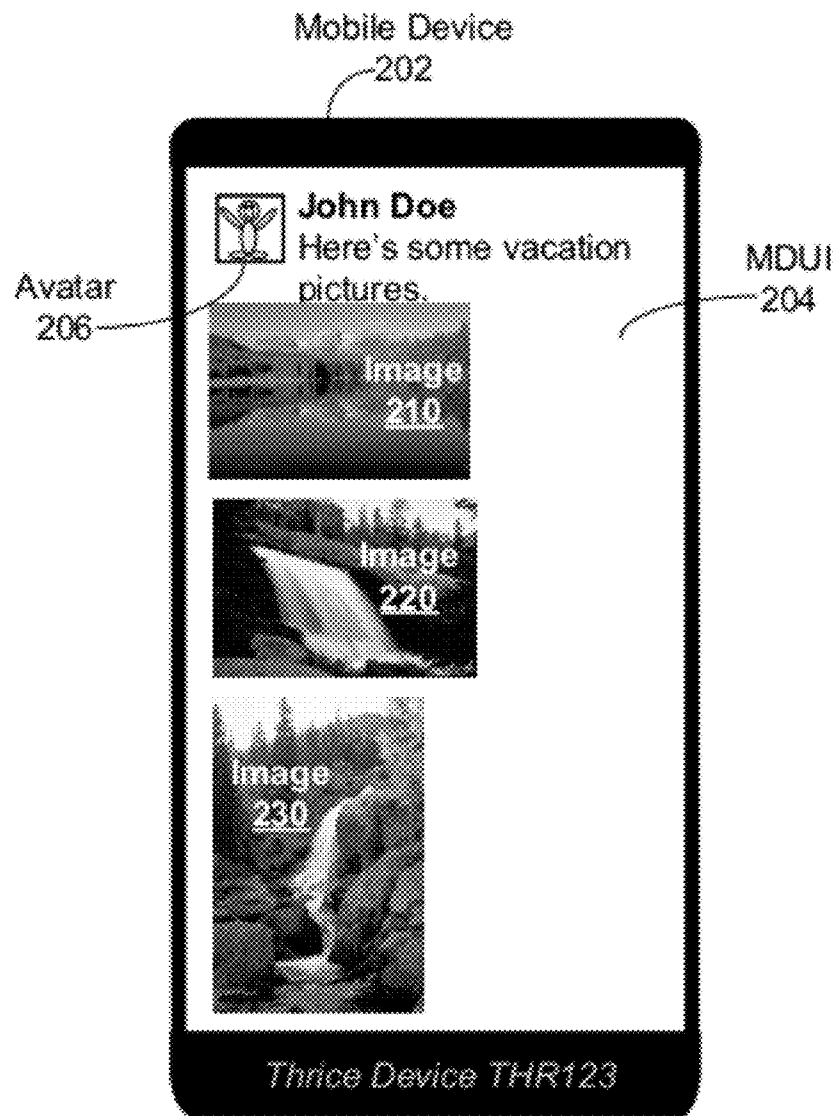 Mobile Device
202
John Doe
Here's some vacation
pictures.
Avatar
206
MDUI
204
Image
210
Image
220
Image
230
Thrice Device THR123